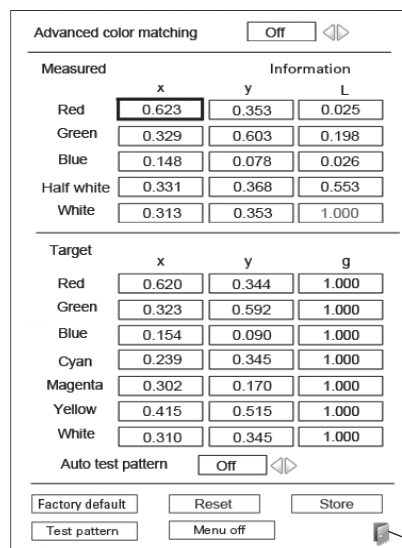 Advanced color matching Off
Measured Information
x y L
Red 0.623 0.353 0.025
Green 0.329 0.603 0.198
Blue 0.148 0.078 0.026
Half white 0.331 0.368 0.553
White 0.313 0.353 1.000
Target
x y g
Red 0.620 0.344 1.000
Green 0.323 0.592 1.000
Blue 0.154 0.090 1.000
Cyan 0.239 0.345 1.000
Magenta 0.302 0.170 1.000
Yellow 0.415 0.515 1.000
White 0.310 0.345 1.000
Auto test pattern Off
Factory default Reset Store
Test pattern Menu off